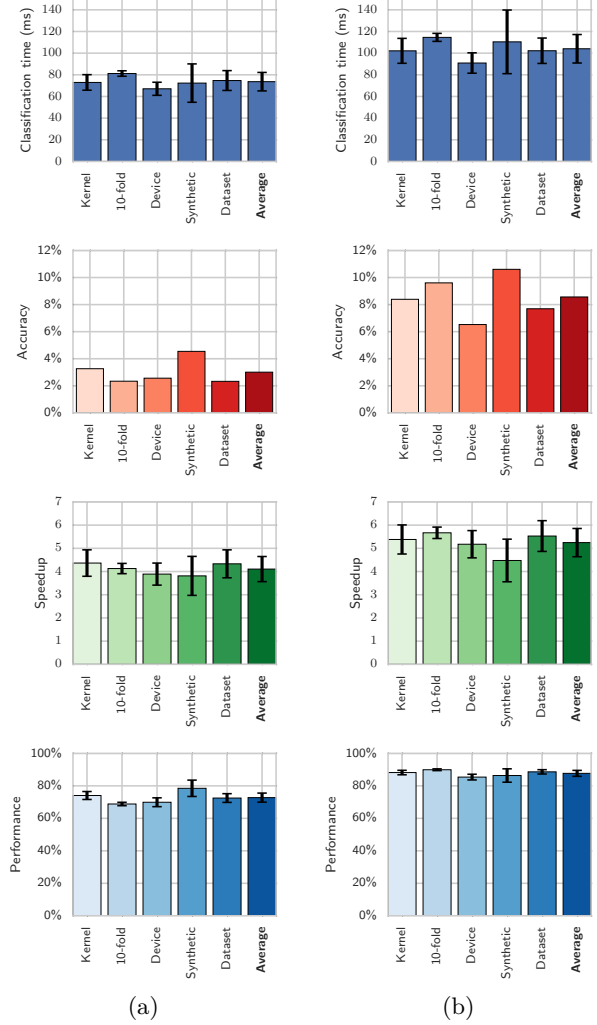 140
120
100
80
60
40
20
0
Classification time (ms)
Kernel
10-fold
Device
Synthetic
Dataset
Average
140
120
100
80
60
40
20
0
Classification time (ms)
Kernel
10-fold
Device
Synthetic
Dataset
Average
12%
10%
8%
6%
4%
2%
0%
Accuracy
Kernel
10-fold
Device
Synthetic
Dataset
Average
12%
10%
8%
6%
4%
2%
0%
Accuracy
Kernel
10-fold
Device
Synthetic
Dataset
Average
7
6
5
4
3
2
1
0
Speedup
Kernel
10-fold
Device
Synthetic
Dataset
Average
7
6
5
4
3
2
1
0
Speedup
Kernel
10-fold
Device
Synthetic
Dataset
Average
100%
80%
60%
40%
20%
0%
Performance
Kernel
10-fold
Device
Synthetic
Dataset
Average
100%
80%
60%
40%
20%
0%
Performance
Kernel
10-fold
Device
Synthetic
Dataset
Average
(a)
(b)